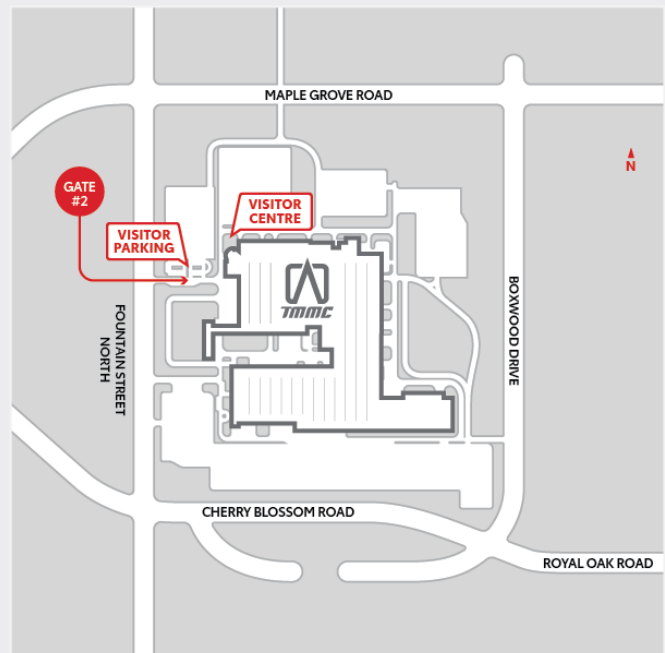 MAPLE GROVE ROAD
N
GATE
#2
VISITOR
CENTRE
VISITOR
PARKING
TMMC
FOUNTAIN STREET
NORTH
BOXWOOD DRIVE
CHERRY BLOSSOM ROAD
ROYAL OAK ROAD